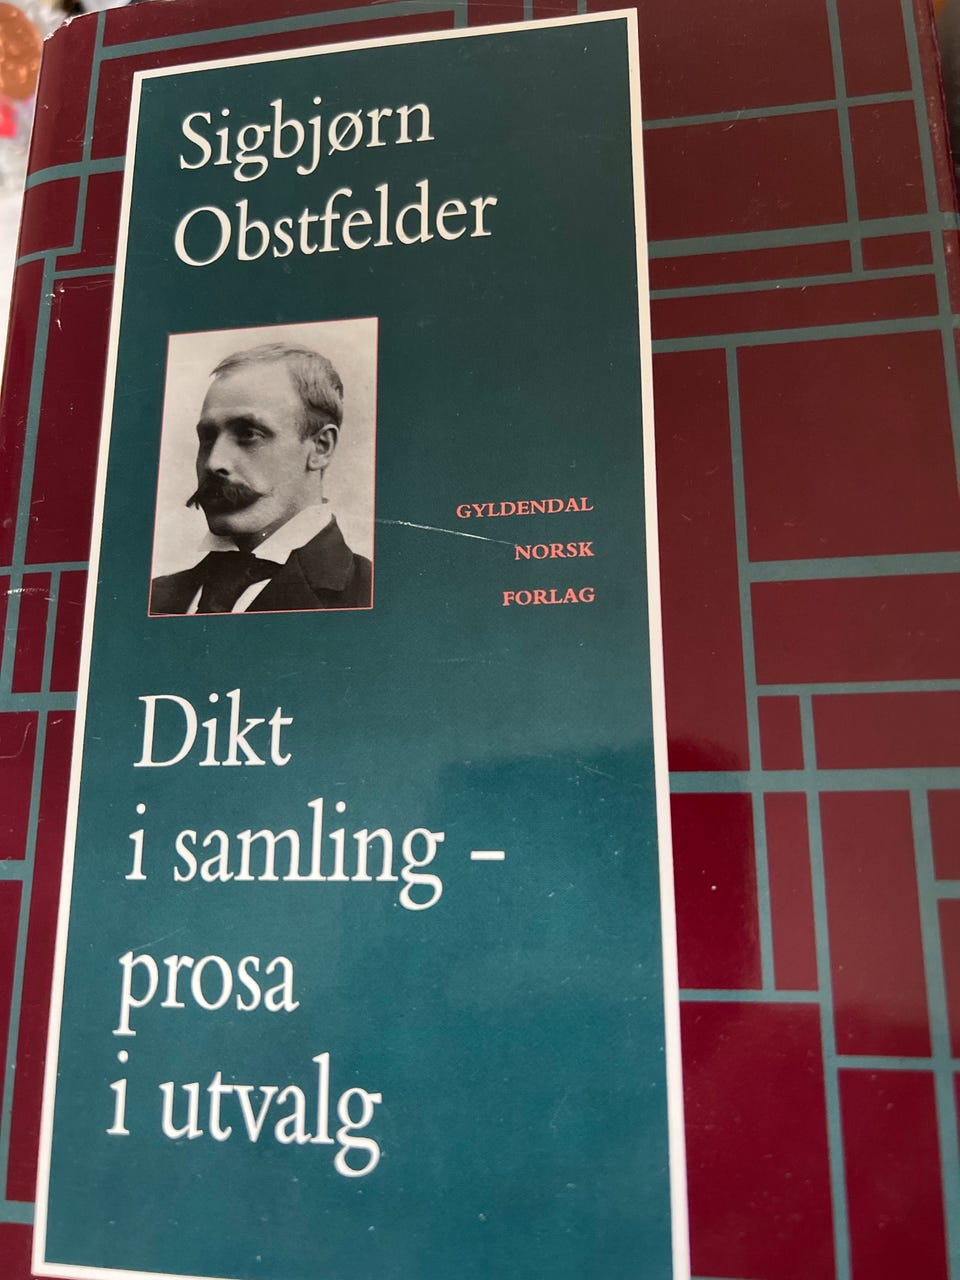 Sigbjørn
Obstfelder
GYLDENDAL
NORSK
FORLAG
Dikt
i samling –
prosa
i utvalg